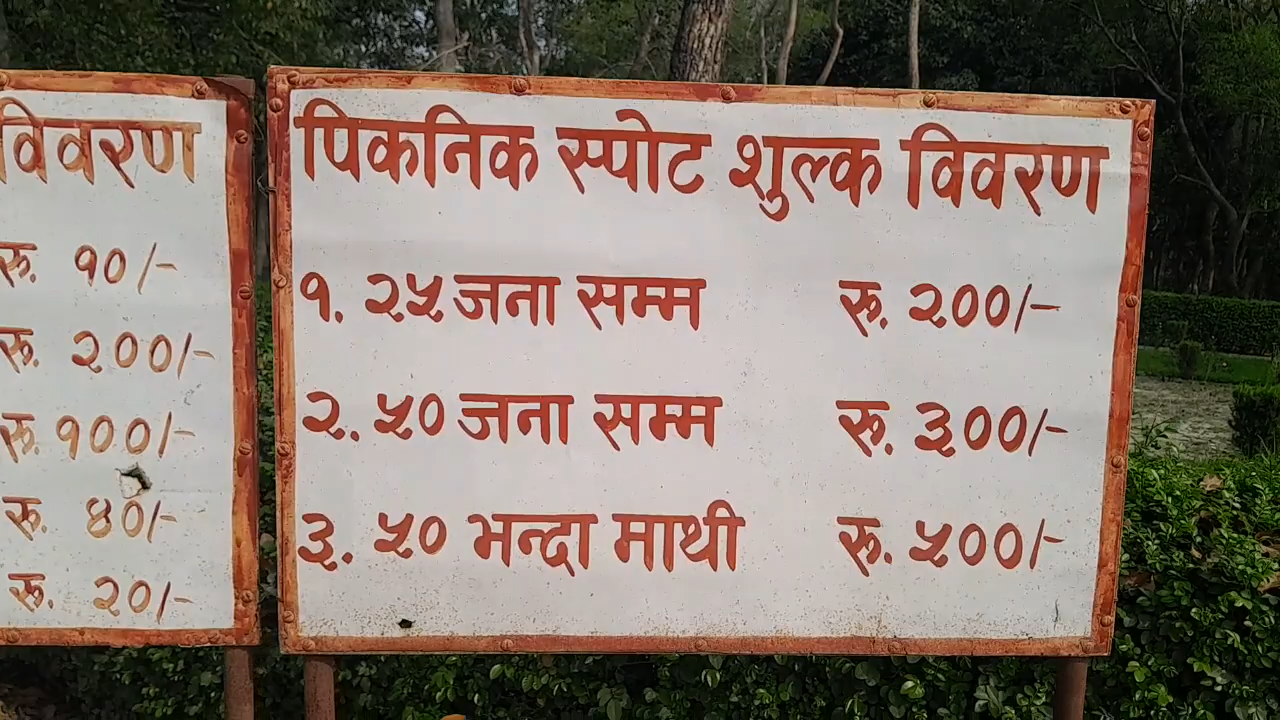 विवरण
रू. १०/-
रू. २००/-
रू. १००/-
रू. ४०/-
रू. २०/-
पिकनिक स्पोट शुल्क विवरण
१. २५ जना सम्म रू. २००/-
२. ५० जना सम्म रू. ३००/-
३. ५० भन्दा माथी रू. ५००/-